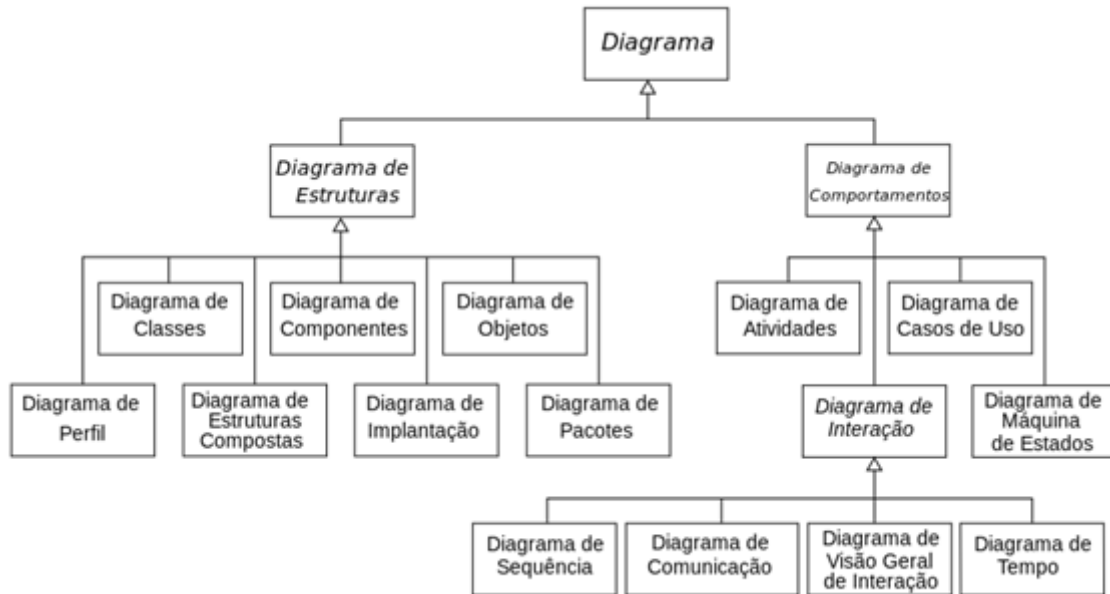 Diagrama
Diagrama de
Estruturas
Diagrama de
Comportamentos
Diagrama de
Classes
Diagrama de
Componentes
Diagrama de
Objetos
Diagrama de
Atividades
Diagrama de
Casos de Uso
Diagrama de
Perfil
Diagrama de
Estruturas
Compostas
Diagrama de
Implantação
Diagrama de
Pacotes
Diagrama de
Interação
Diagrama de
Máquina
de Estados
Diagrama de
Sequência
Diagrama de
Comunicação
Diagrama de
Visão Geral
de Interação
Diagrama de
Tempo